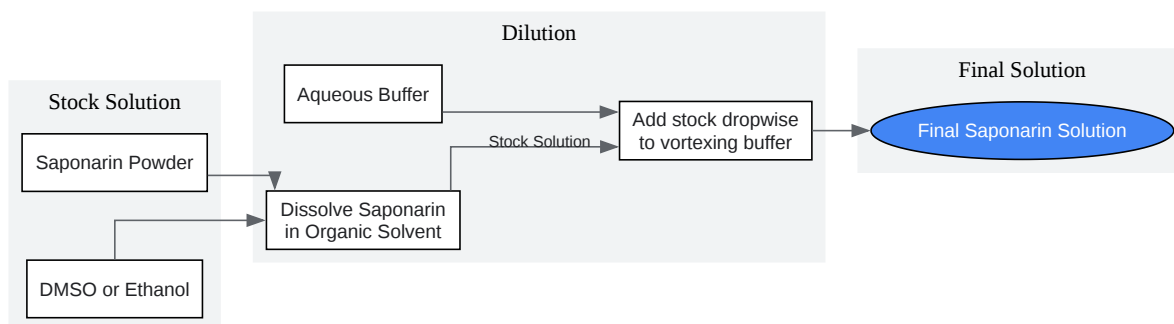 Stock Solution
Saponarin Powder
DMSO or Ethanol
Dilution
Aqueous Buffer
Dissolve Saponarin
in Organic Solvent
Stock Solution
Add stock dropwise
to vortexing buffer
Final Solution
Final Saponarin Solution